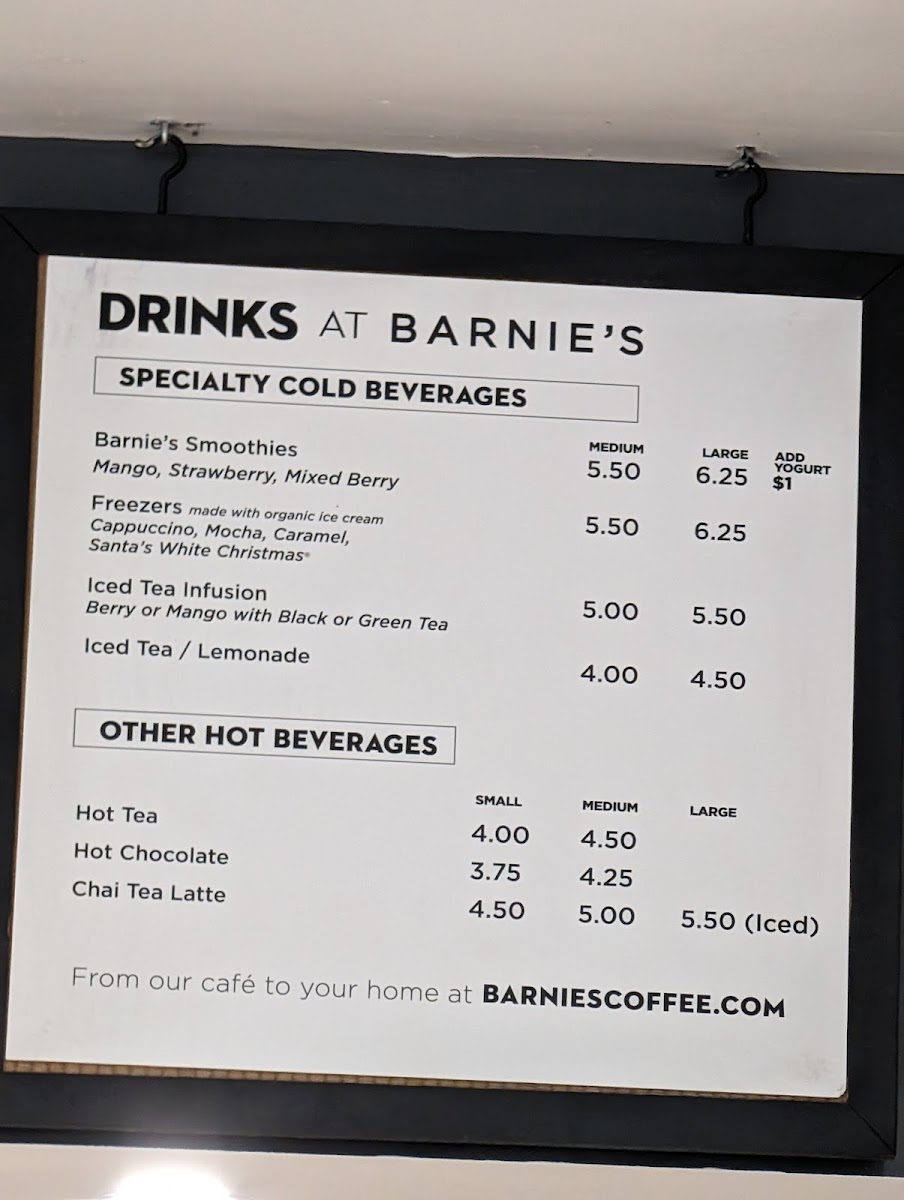 DRINKS AT BARNIE'S
SPECIALTY COLD BEVERAGES
MEDIUM LARGE ADD YOGURT $1
Barnie's Smoothies 5.50 6.25
Mango, Strawberry, Mixed Berry
Freezers made with organic ice cream 5.50 6.25
Cappuccino, Mocha, Caramel,
Santa's White Christmas®
Iced Tea Infusion 5.00 5.50
Berry or Mango with Black or Green Tea
Iced Tea / Lemonade 4.00 4.50
OTHER HOT BEVERAGES
SMALL MEDIUM LARGE
Hot Tea 4.00 4.50
Hot Chocolate 3.75 4.25
Chai Tea Latte 4.50 5.00 5.50 (Iced)
From our café to your home at BARNIESCOFFEE.COM